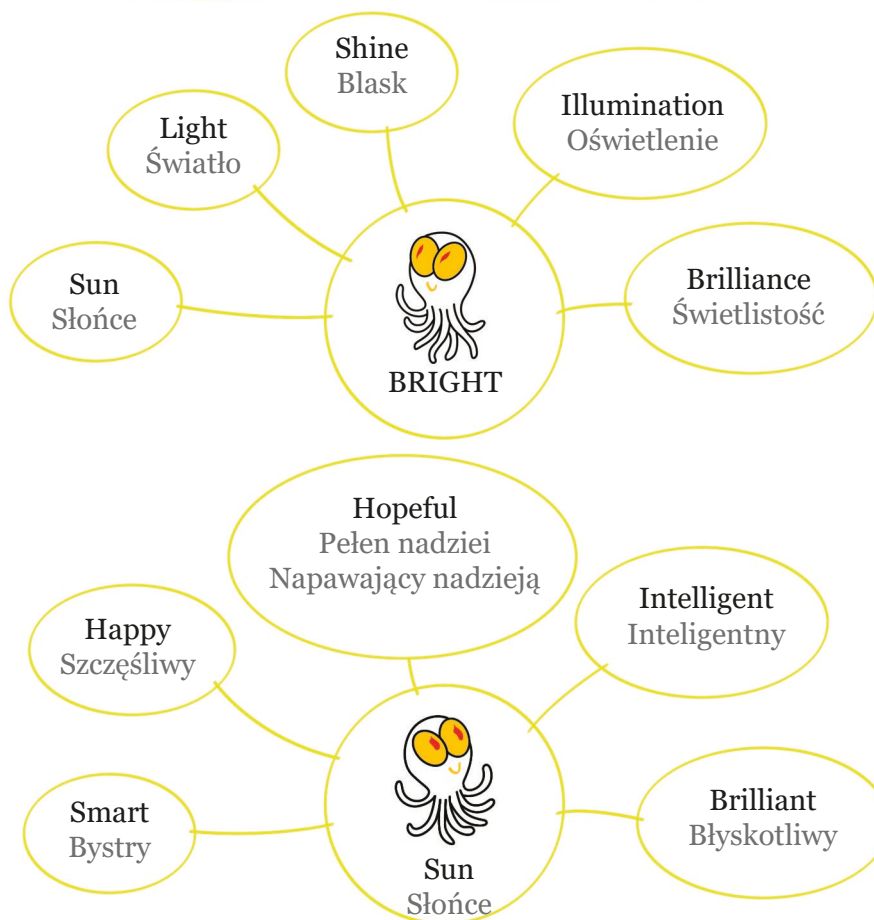 Shine
Blask
Illumination
Oświetlenie
Light
Światło
Sun
Słońce
Brilliance
Świetlistość
BRIGHT
Hopeful
Pełen nadziei
Napawający nadzieją
Intelligent
Inteligentny
Happy
Szczęśliwy
Smart
Bystry
Brilliant
Błyskotliwy
Sun
Słońce